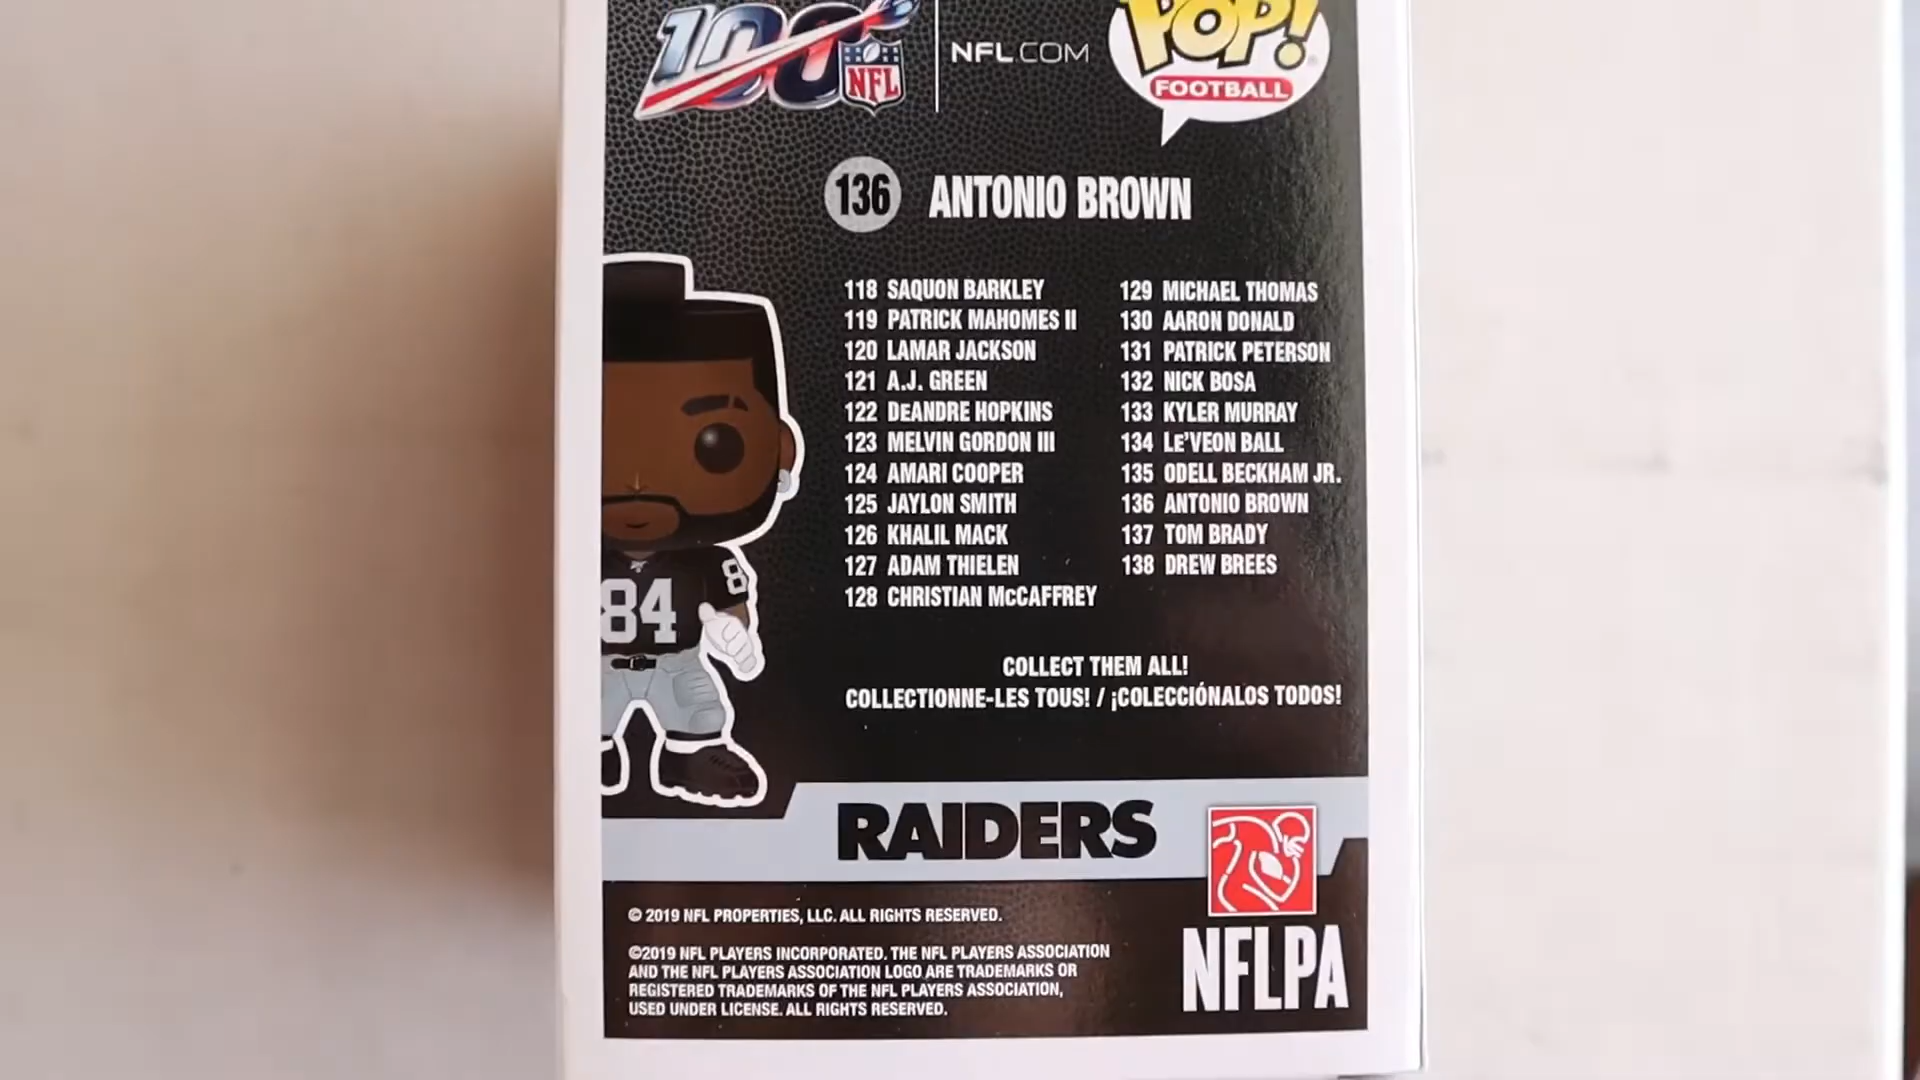 100 NFL
NFL.COM
POP!
FOOTBALL
136 ANTONIO BROWN
118 SAQUON BARKLEY
119 PATRICK MAHOMES II
120 LAMAR JACKSON
121 A.J. GREEN
122 DeANDRE HOPKINS
123 MELVIN GORDON III
124 AMARI COOPER
125 JAYLON SMITH
126 KHALIL MACK
127 ADAM THIELEN
128 CHRISTIAN McCAFFREY
129 MICHAEL THOMAS
130 AARON DONALD
131 PATRICK PETERSON
132 NICK BOSA
133 KYLER MURRAY
134 Le'VEON BALL
135 ODELL BECKHAM JR.
136 ANTONIO BROWN
137 TOM BRADY
138 DREW BREES
84
8
COLLECT THEM ALL!
COLLECTIONNE-LES TOUS! / ¡COLECCIÓNALOS TODOS!
RAIDERS
© 2019 NFL PROPERTIES, LLC. ALL RIGHTS RESERVED.
©2019 NFL PLAYERS INCORPORATED. THE NFL PLAYERS ASSOCIATION
AND THE NFL PLAYERS ASSOCIATION LOGO ARE TRADEMARKS OR
REGISTERED TRADEMARKS OF THE NFL PLAYERS ASSOCIATION,
USED UNDER LICENSE. ALL RIGHTS RESERVED.
NFLPA